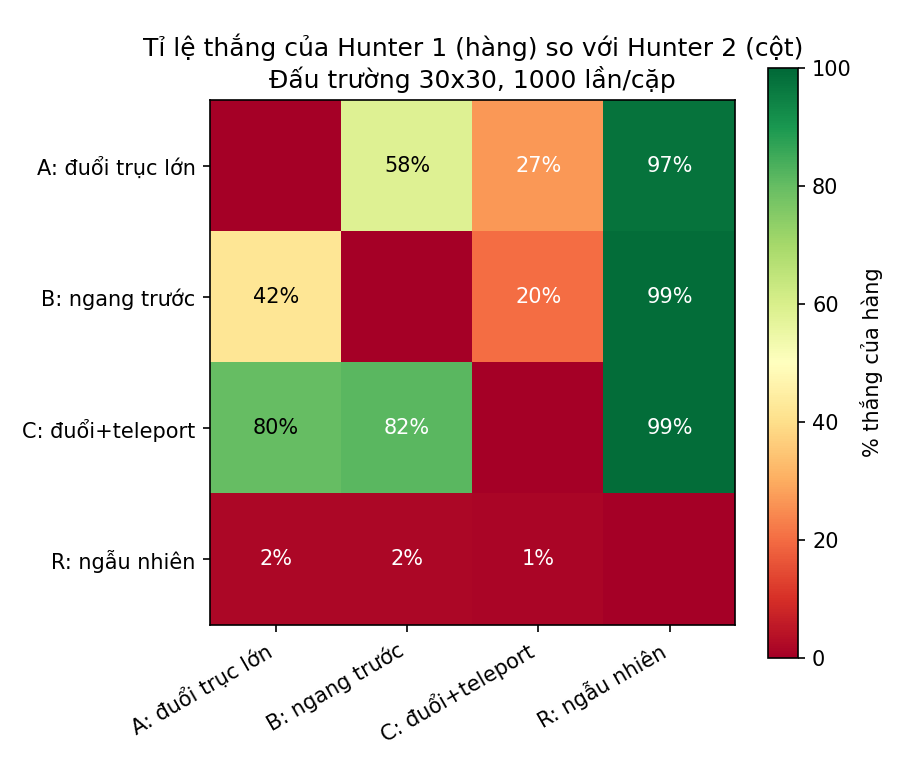 Tỉ lệ thắng của Hunter 1 (hàng) so với Hunter 2 (cột)
Đấu trường 30x30, 1000 lần/cặp
A: đuổi trục lớn
58%
27%
97%
B: ngang trước
42%
20%
99%
C: đuổi+teleport
80%
82%
99%
R: ngẫu nhiên
2%
2%
1%
A: đuổi trục lớn
B: ngang trước
C: đuổi+teleport
R: ngẫu nhiên
100
80
60
40
20
0
% thắng của hàng